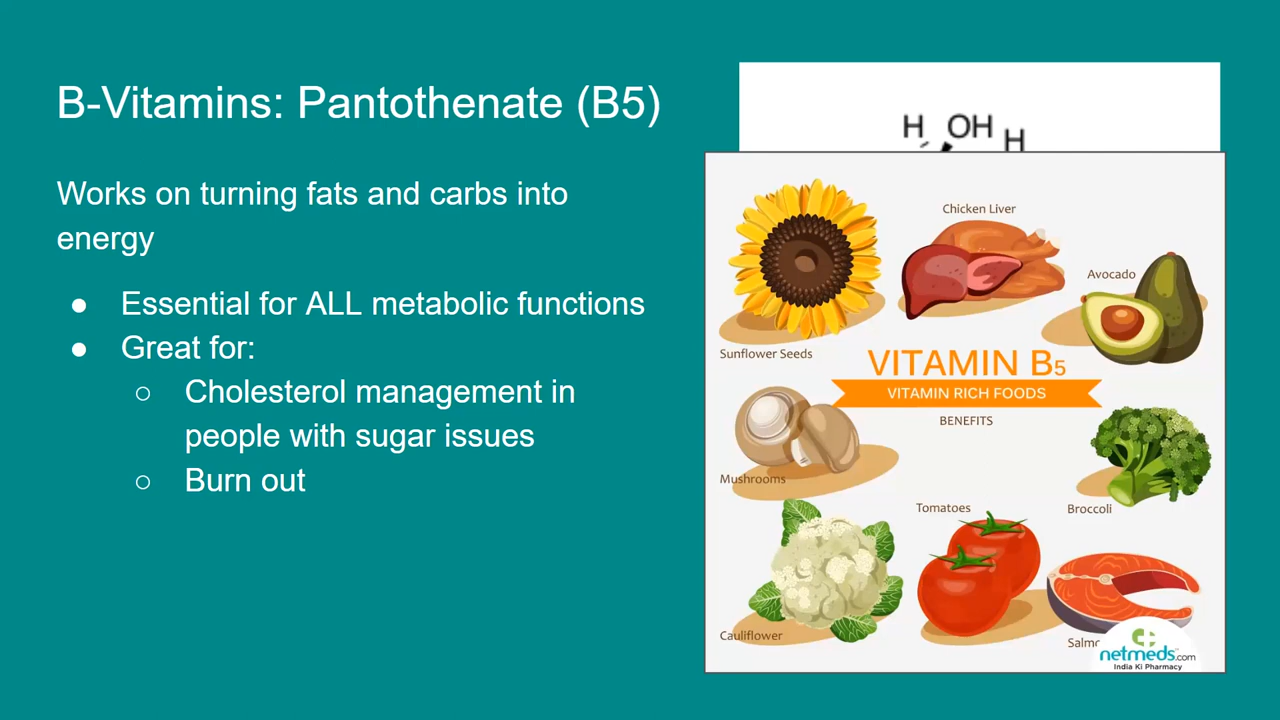 B-Vitamins: Pantothenate (B5)
Works on turning fats and carbs into
energy
● Essential for ALL metabolic functions
● Great for:
○ Cholesterol management in
people with sugar issues
○ Burn out
H OH H
Chicken Liver
Avocado
Sunflower Seeds
VITAMIN B5
VITAMIN RICH FOODS
BENEFITS
Mushrooms
Tomatoes
Broccoli
Cauliflower
netmeds.com
India Ki Pharmacy